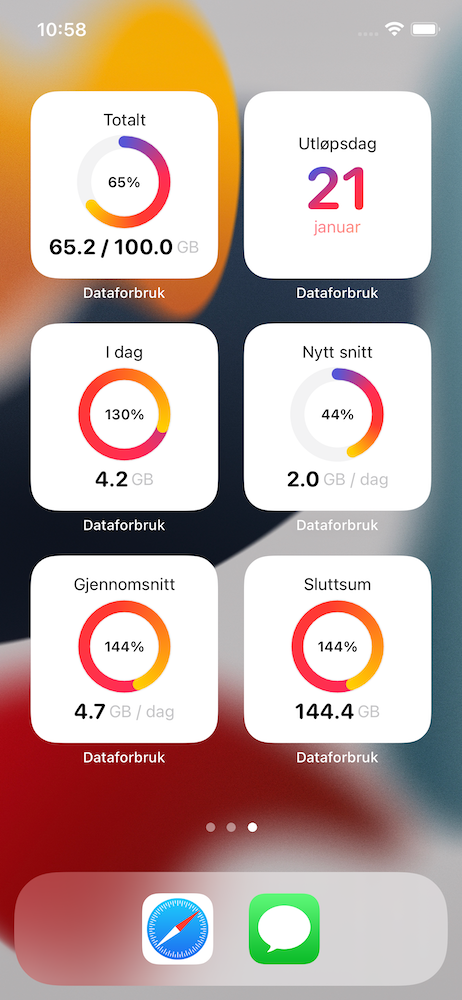 10:58
Totalt
65%
65.2 / 100.0 GB
Dataforbruk
Utløpsdag
21
januar
Dataforbruk
I dag
130%
4.2 GB
Dataforbruk
Nytt snitt
44%
2.0 GB / dag
Dataforbruk
Gjennomsnitt
144%
4.7 GB / dag
Dataforbruk
Sluttsum
144%
144.4 GB
Dataforbruk